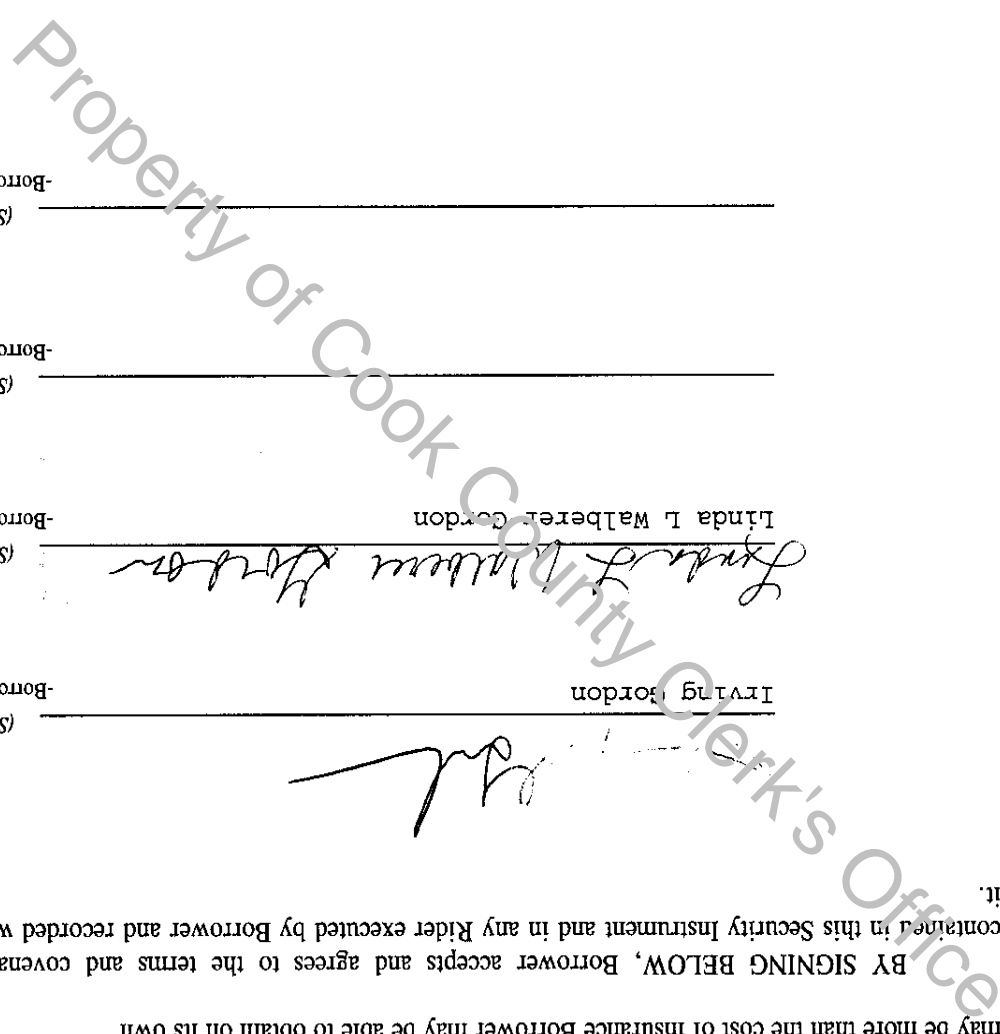 may be more than the cost of insurance Borrower may be able to obtain on its own
BY SIGNING BELOW, Borrower accepts and agrees to the terms and covena
contained in this Security Instrument and in any Rider executed by Borrower and recorded w
it.
(S
Irving Gordon -Borro
Linda L Walberer Gordon (S
Linda L Walberer Gordon -Borro
(S
-Borro
(S
-Borro
Property of Cook County Clerk's Office